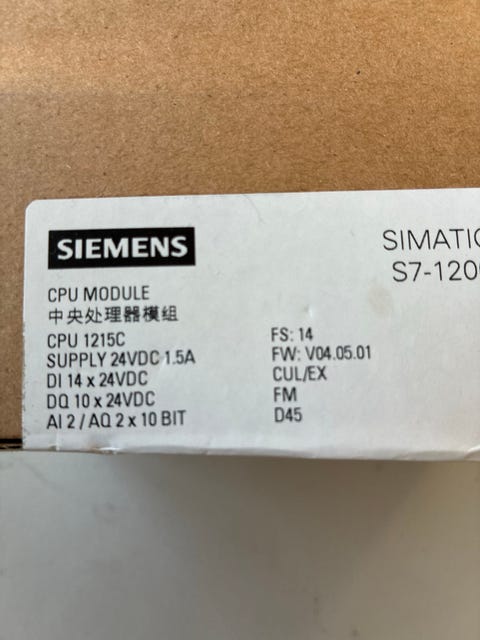 SIEMENS
SIMATIC
S7-1200
CPU MODULE
中央处理器模组
CPU 1215C
SUPPLY 24VDC 1.5A
DI 14 x 24VDC
DQ 10 x 24VDC
AI 2 / AQ 2 x 10 BIT
FS: 14
FW: V04.05.01
CUL/EX
FM
D45